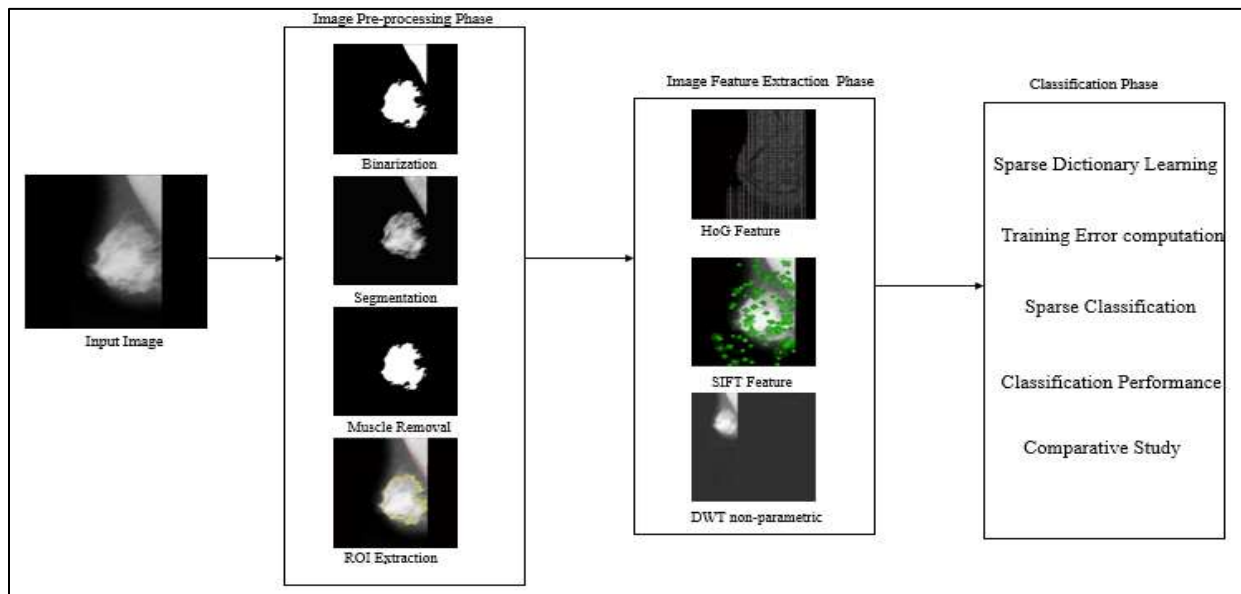 Input Image
Image Pre-processing Phase
Binarization
Segmentation
Muscle Removal
ROI Extraction
Image Feature Extraction Phase
HoG Feature
SIFT Feature
DWT non-parametric
Classification Phase
Sparse Dictionary Learning
Training Error computation
Sparse Classification
Classification Performance
Comparative Study